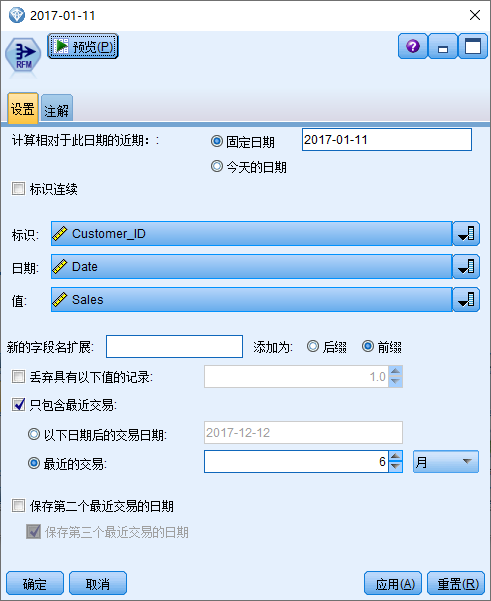 2017-01-11
RFM
预览(P)
设置 注解
计算相对于此日期的近期: : 固定日期 2017-01-11
今天的日期
标识连续
标识: Customer_ID
日期: Date
值: Sales
新的字段名扩展: 添加为: 后缀 前缀
丢弃具有以下值的记录: 1.0
只包含最近交易:
以下日期后的交易日期: 2017-12-12
最近的交易: 6 月
保存第二个最近交易的日期
保存第三个最近交易的日期
确定 取消 应用(A) 重置(R)